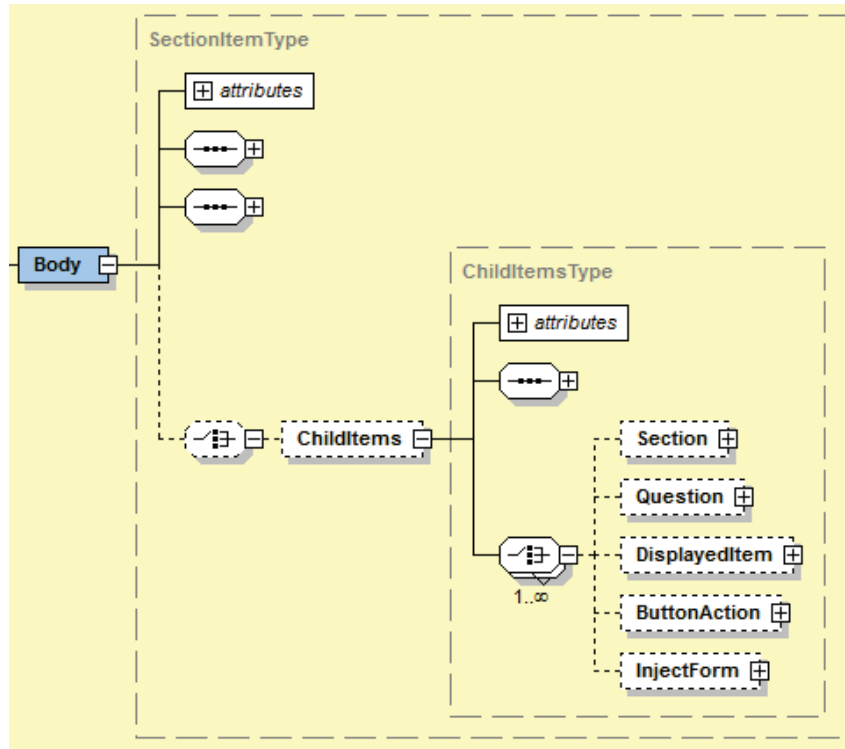 SectionItemType
attributes
Body
ChildItemsType
attributes
ChildItems
Section
Question
DisplayedItem
1..∞
ButtonAction
InjectForm